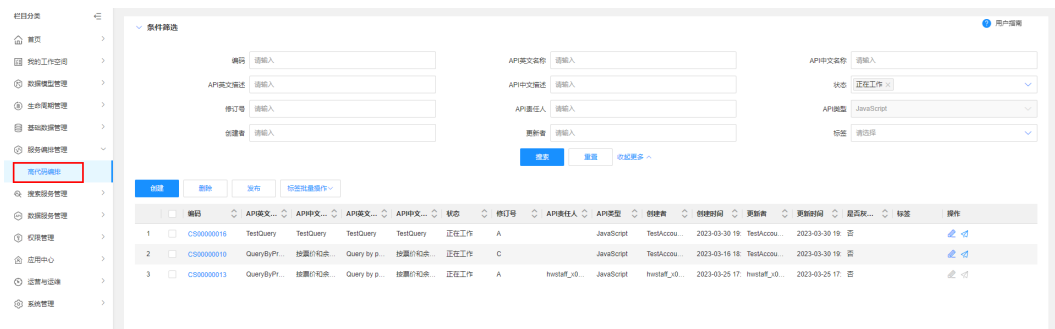 栏目分类
首页
我的工作空间
数据模型管理
生命周期管理
基础数据管理
服务编排管理
高代码编排
搜索服务管理
数据服务管理
权限管理
应用中心
运营与运维
系统管理
条件筛选
用户指南
编码 请输入 API英文名称 请输入 API中文名称 请输入
API英文描述 请输入 API中文描述 请输入 状态 正在工作
修订号 请输入 API责任人 请输入 API类型 JavaScript
创建者 请输入 更新者 请输入 标签 请选择
搜索 重置 收起更多
创建 删除 发布 标签批量操作
编码 API英文... API中文... API英文... API中文... 状态 修订号 API责任人 API类型 创建者 创建时间 更新者 更新时间 是否灰... 标签 操作
1 CS00000016 TestQuery TestQuery TestQuery TestQuery 正在工作 A JavaScript TestAccou... 2023-03-30 19: TestAccou... 2023-03-30 19: 否
2 CS00000010 QueryByPr... 按票价和余... Query by p... 按票价和余... 正在工作 C JavaScript TestAccou... 2023-03-16 18: TestAccou... 2023-03-30 19: 否
3 CS00000013 QueryByPr... 按票价和余... Query by p... 按票价和余... 正在工作 A hwstaff_x0... JavaScript hwstaff_x0... 2023-03-25 17: hwstaff_x0... 2023-03-25 17: 否